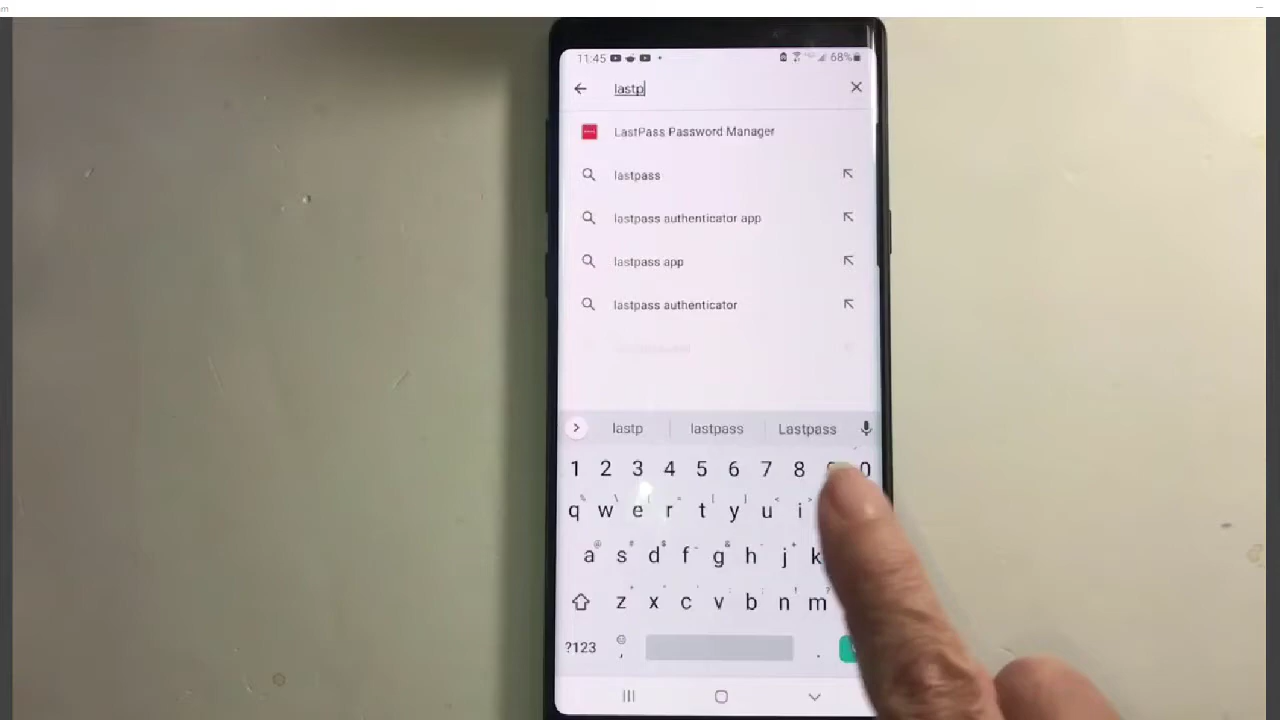 11:45 68%
lastp
LastPass Password Manager
lastpass
lastpass authenticator app
lastpass app
lastpass authenticator
lastp lastpass Lastpass
1 2 3 4 5 6 7 8 0
q w e r t y u i
a s d f g h j k
z x c v b n m
?123 , .